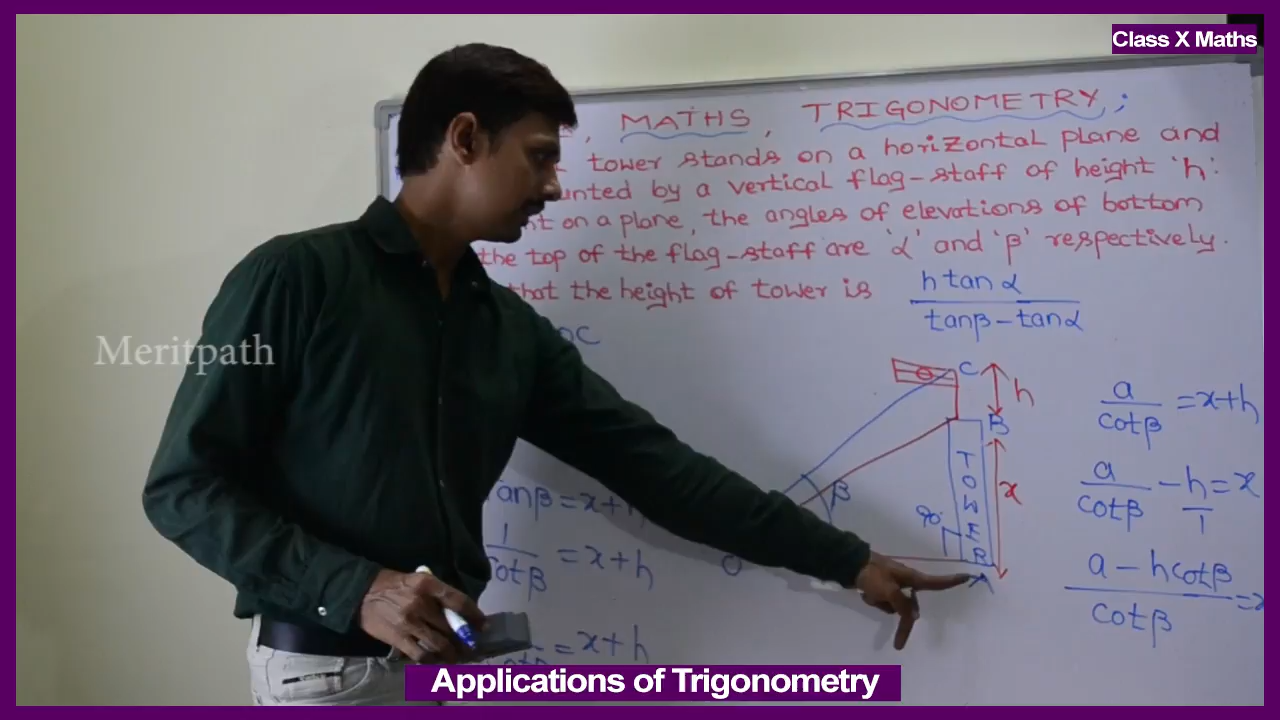 Class X Maths
MATHS, TRIGONOMETRY;
tower stands on a horizontal plane and
by a vertical flag-staff of height 'h'.
on a plane, the angles of elevations of bottom
the top of the flag-staff are 'α' and 'β' respectively.
that the height of tower is h tan α / tanβ - tanα
Meritpath
C
h
B
x
TOWER
A
90°
β
O
tanβ = x+h
1 / cotβ = x+h
= x+h
a / cotβ = x+h
a / cotβ - h / 1 = x
a - h cotβ / cotβ = x
Applications of Trigonometry